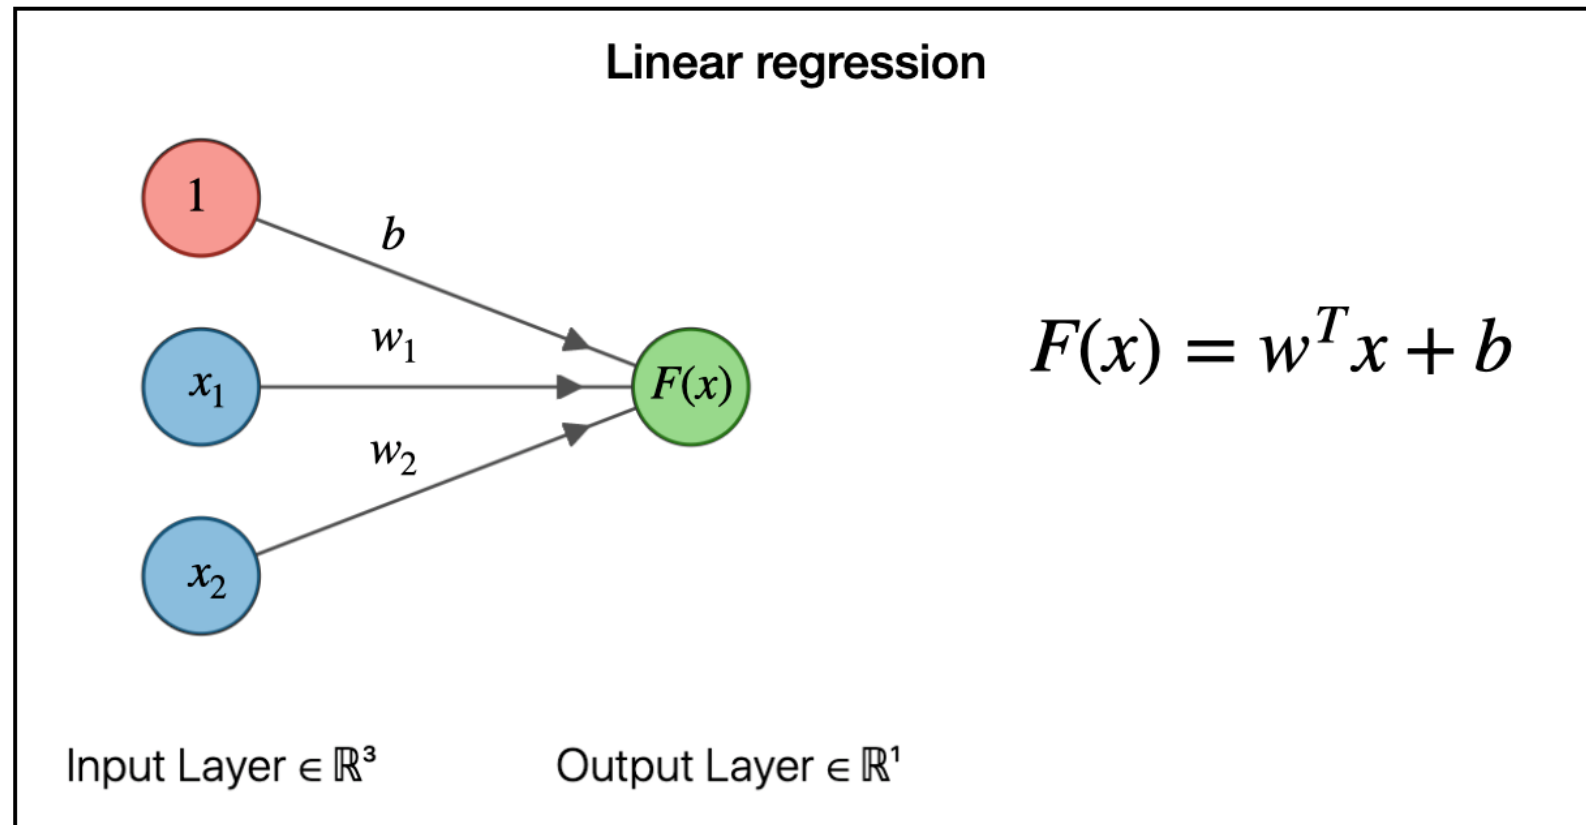 Linear regression
1
b
w₁
x₁
F(x)
F(x) = wᵀx + b
w₂
x₂
Input Layer ∈ ℝ³
Output Layer ∈ ℝ¹